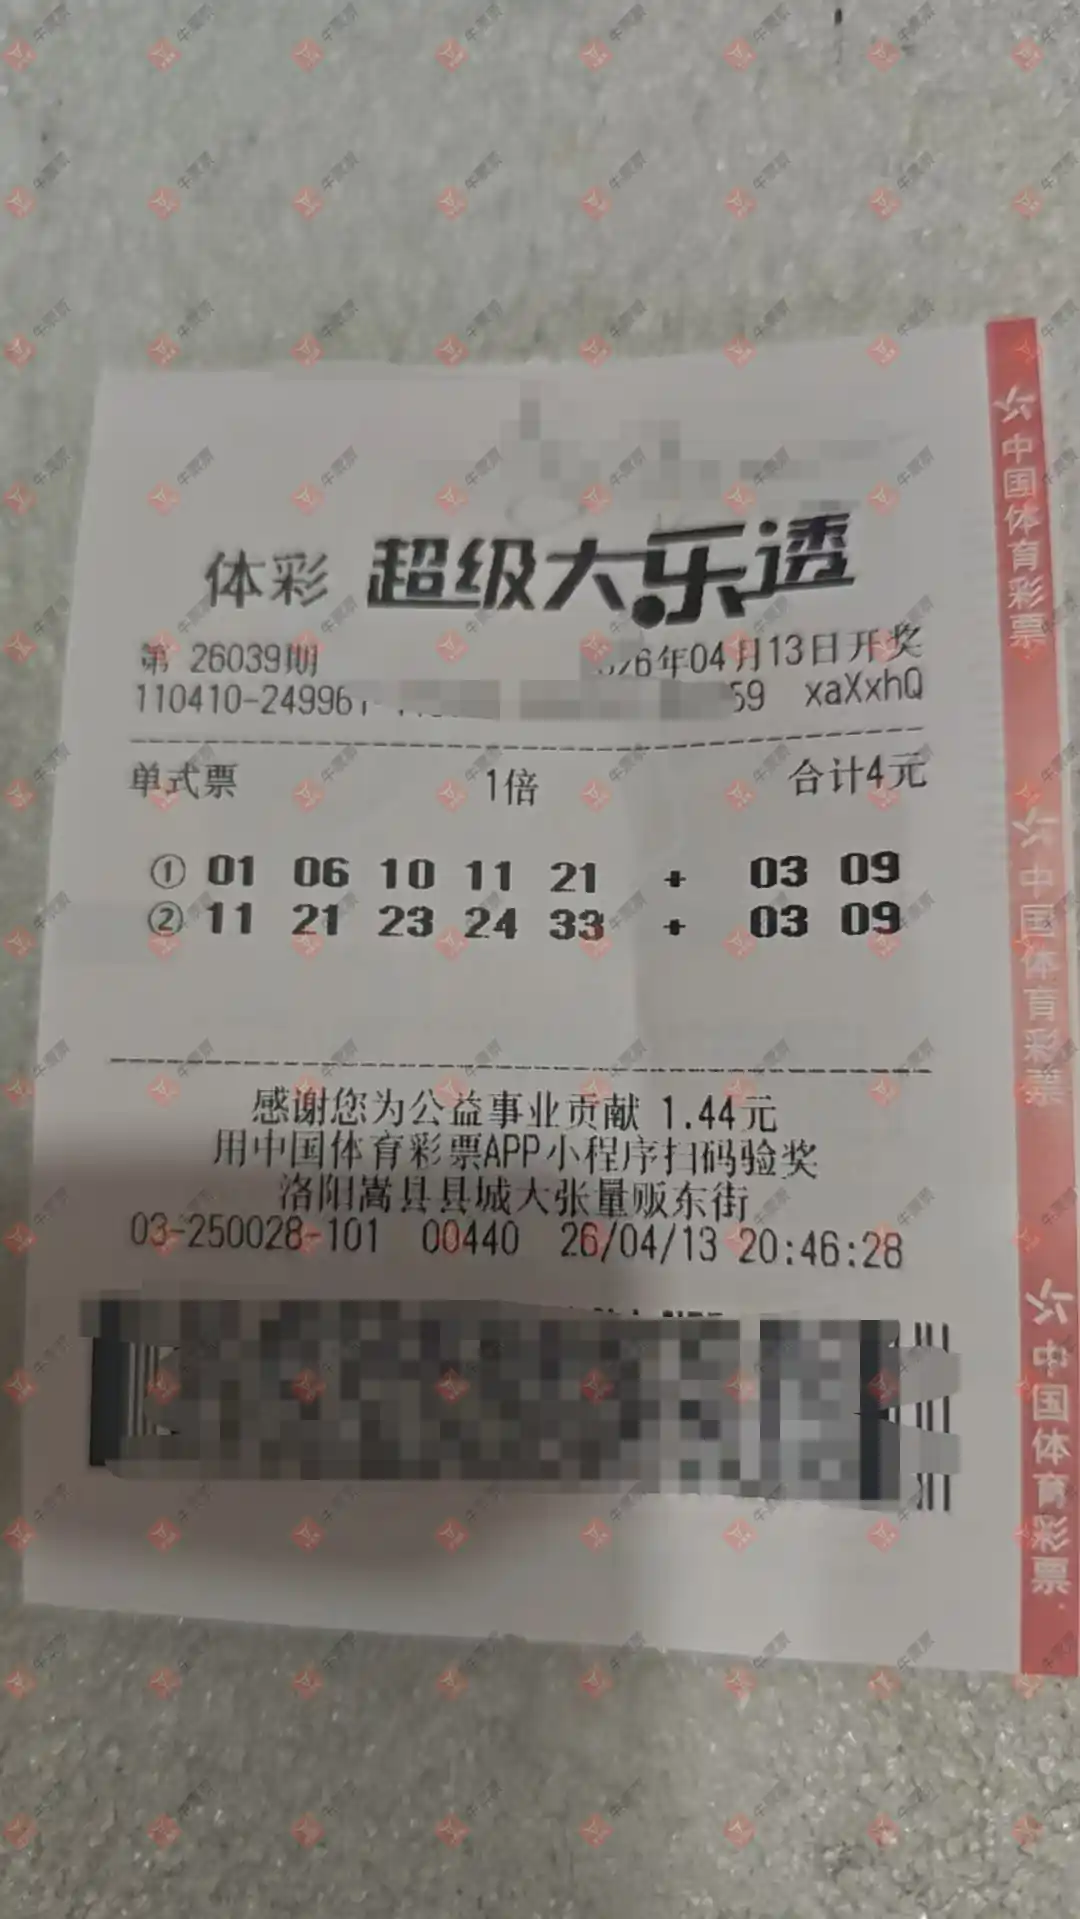 体彩 超级大乐透
第 26039期 26年04月13日开奖
110410-249961 59 xaXxhQ
单式票 1倍 合计4元
① 01 06 10 11 21 + 03 09
② 11 21 23 24 33 + 03 09
感谢您为公益事业贡献 1.44元
用中国体育彩票APP小程序扫码验奖
洛阳嵩县县城大张量贩东街
03-250028-101 00440 26/04/13 20:46:28
中国体育彩票
中国体育彩票
中国体育彩票